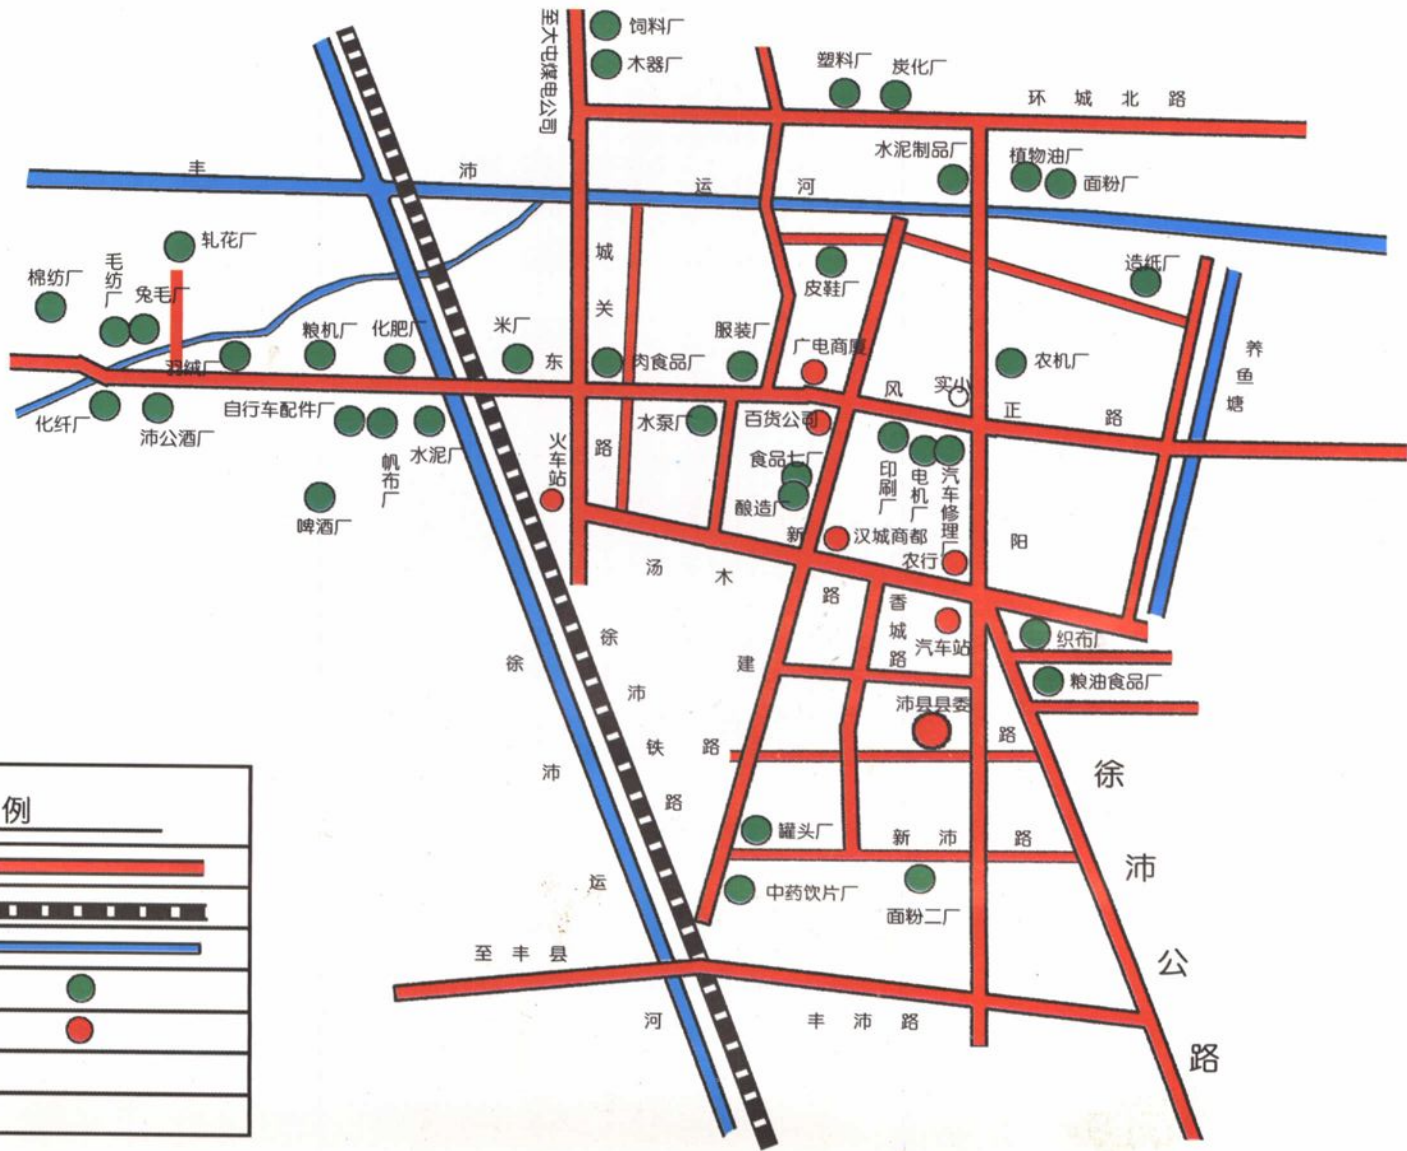 至大屯煤电公司
饲料厂
木器厂
塑料厂
炭化厂
环城北路
水泥制品厂
植物油厂
面粉厂
丰沛运河
轧花厂
棉纺厂
毛纺厂
兔毛厂
羽绒厂
粮机厂
化肥厂
米厂
城关路
肉食品厂
服装厂
皮鞋厂
广电商厦
造纸厂
农机厂
实小
养鱼塘
东风路
正阳路
化纤厂
沛公酒厂
自行车配件厂
帆布厂
水泥厂
啤酒厂
火车站
水泵厂
百货公司
食品七厂
酿造厂
印刷厂
电机厂
汽车修理厂
汉城商都
农行
汤木路
新建路
香城路
汽车站
织布厂
粮油食品厂
沛县县委
徐沛铁路
徐沛运河
罐头厂
新沛路
中药饮片厂
面粉二厂
至丰县
丰沛路
徐沛公路
例